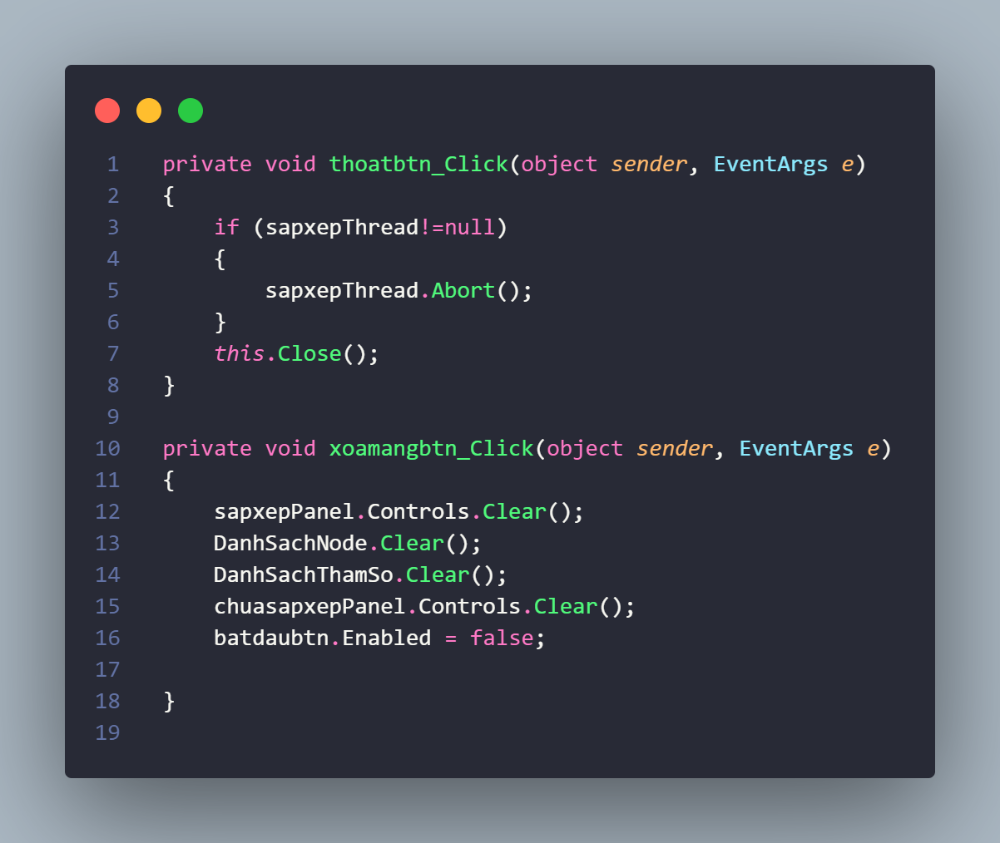 1 private void thoatbtn_Click(object sender, EventArgs e)
2 {
3     if (sapxepThread!=null)
4     {
5         sapxepThread.Abort();
6     }
7     this.Close();
8 }
9
10 private void xoamangbtn_Click(object sender, EventArgs e)
11 {
12     sapxepPanel.Controls.Clear();
13     DanhSachNode.Clear();
14     DanhSachThamSo.Clear();
15     chuasapxepPanel.Controls.Clear();
16     batdaubtn.Enabled = false;
17
18 }
19